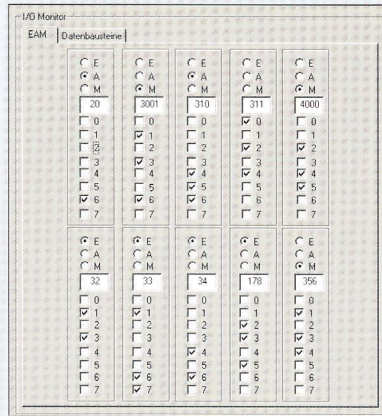 I/O Monitor
EAM Datenbausteine
E E E E E
A A A A A
M M M M M
20 3001 310 311 4000
0 0 0 0 0
1 1 1 1 1
2 2 2 2 2
3 3 3 3 3
4 4 4 4 4
5 5 5 5 5
6 6 6 6 6
7 7 7 7 7
E E E E E
A A A A A
M M M M M
32 33 34 178 356
0 0 0 0 0
1 1 1 1 1
2 2 2 2 2
3 3 3 3 3
4 4 4 4 4
5 5 5 5 5
6 6 6 6 6
7 7 7 7 7